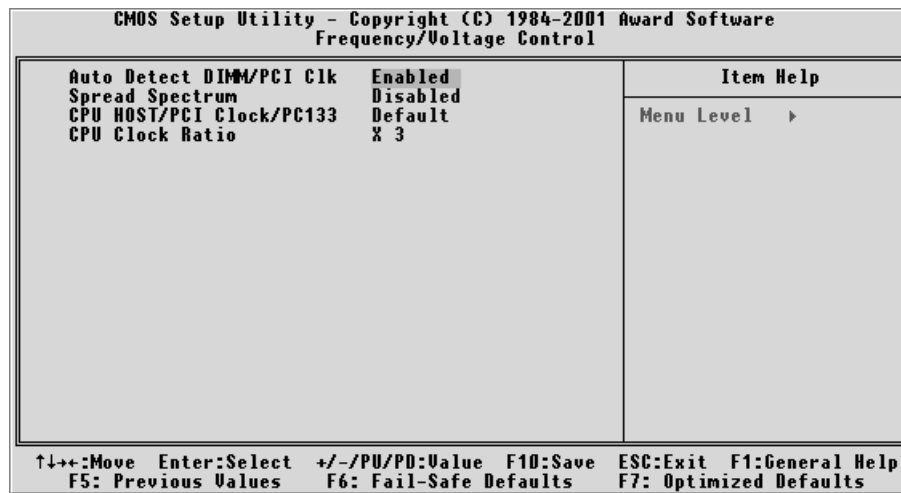 CMOS Setup Utility – Copyright (C) 1984-2001 Award Software
Frequency/Voltage Control
Auto Detect DIMM/PCI Clk Enabled
Spread Spectrum Disabled
CPU HOST/PCI Clock/PC133 Default
CPU Clock Ratio X 3
Item Help
Menu Level ▸
↑↓→←:Move Enter:Select +/-/PU/PD:Value F10:Save ESC:Exit F1:General Help
F5: Previous Values F6: Fail-Safe Defaults F7: Optimized Defaults